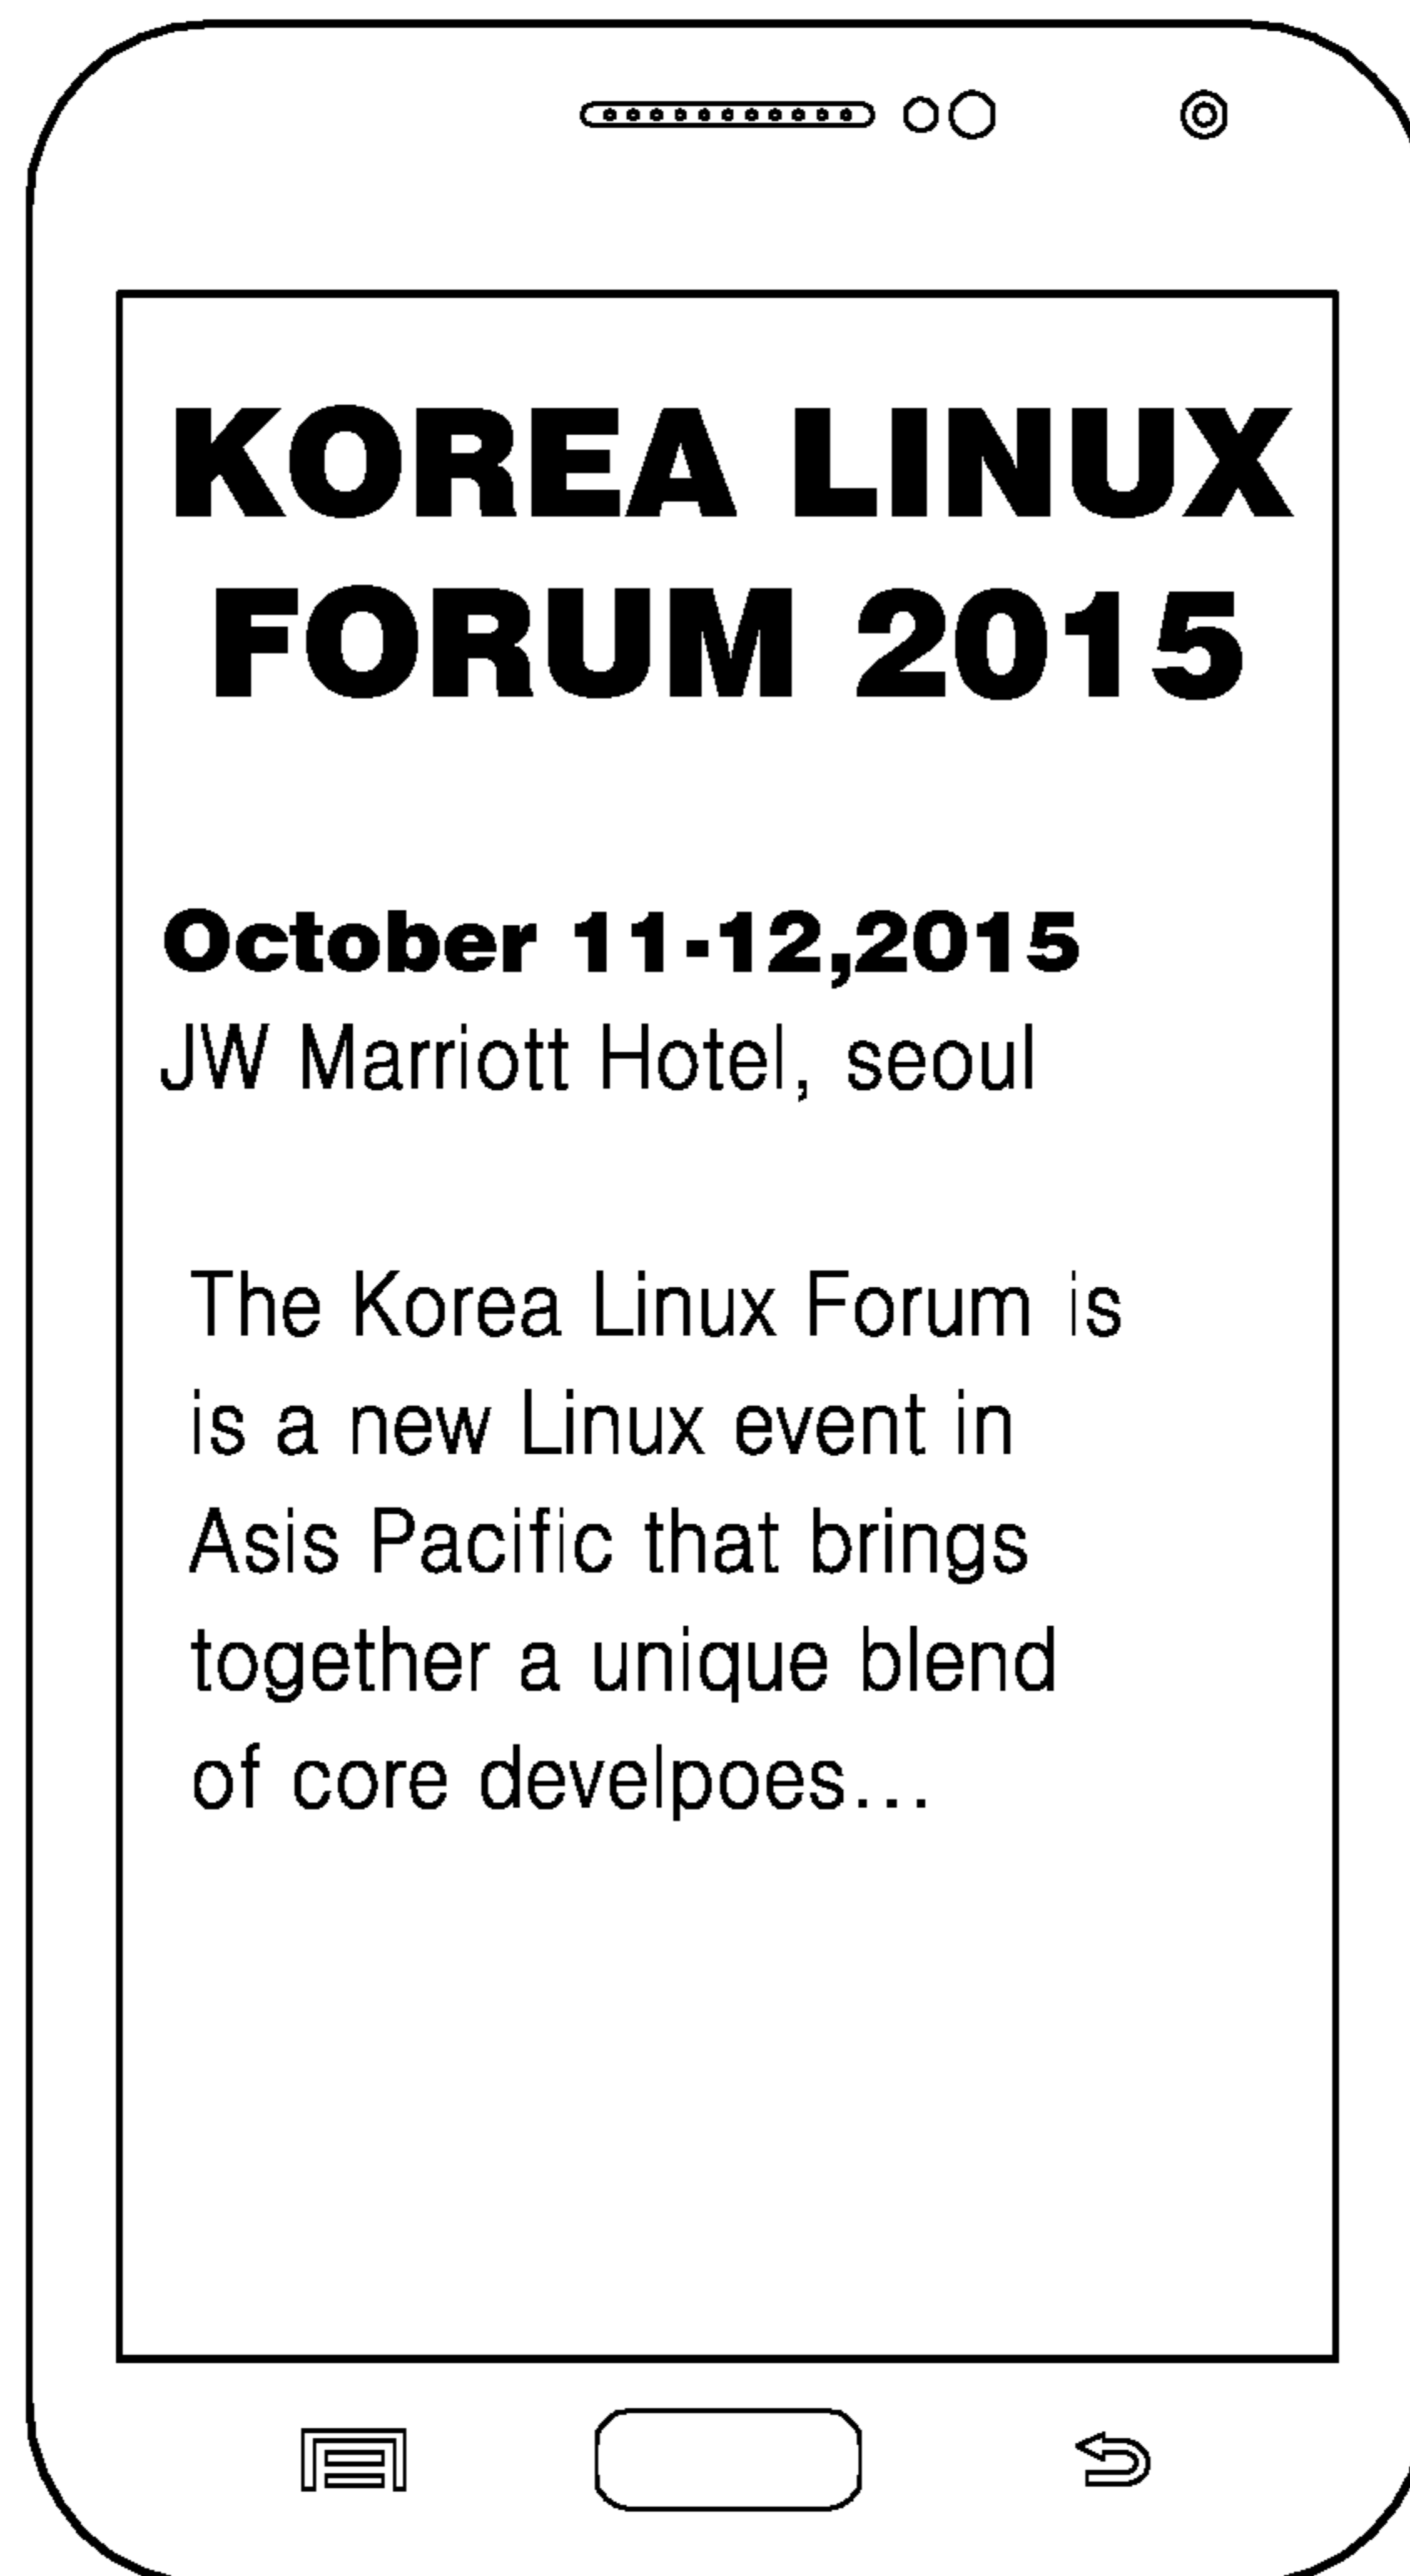 KOREA LINUX
FORUM 2015
October 11-12,2015
JW Marriott Hotel, seoul
The Korea Linux Forum is
is a new Linux event in
Asis Pacific that brings
together a unique blend
of core develpoes...